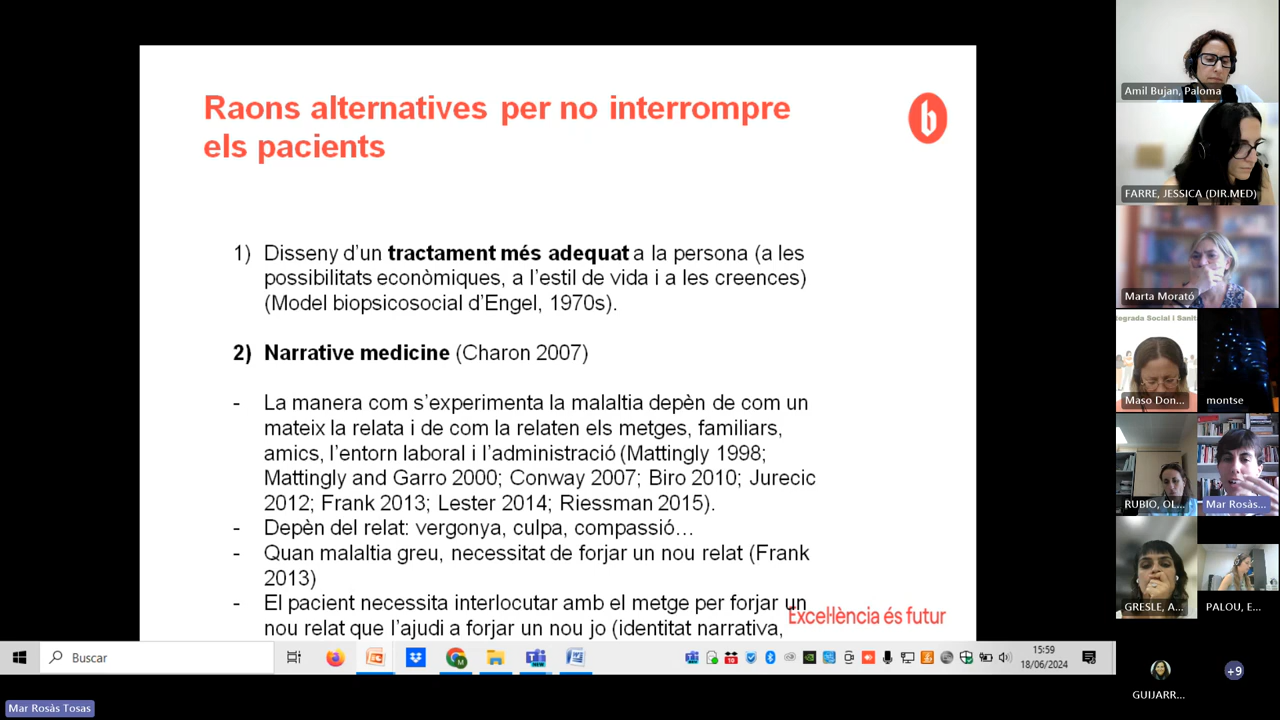 Raons alternatives per no interrompre
els pacients
b
1) Disseny d'un tractament més adequat a la persona (a les
possibilitats econòmiques, a l'estil de vida i a les creences)
(Model biopsicosocial d'Engel, 1970s).
2) Narrative medicine (Charon 2007)
- La manera com s'experimenta la malaltia depèn de com un
mateix la relata i de com la relaten els metges, familiars,
amics, l'entorn laboral i l'administració (Mattingly 1998;
Mattingly and Garro 2000; Conway 2007; Biro 2010; Jurecic
2012; Frank 2013; Lester 2014; Riessman 2015).
- Depèn del relat: vergonya, culpa, compassió…
- Quan malaltia greu, necessitat de forjar un nou relat (Frank
2013)
- El pacient necessita interlocutar amb el metge per forjar un
nou relat que l'ajudi a forjar un nou jo (identitat narrativa,
Excel·lència és futur
Buscar
15:59
18/06/2024
Mar Rosàs Tosas
Amil Bujan, Paloma
FARRE, JESSICA (DIR.MED)
Marta Morató
tegrada Social i Sanit
Maso Don...
montse
RUBIO, OL...
Mar Rosàs...
GRESLE, A...
PALOU, E...
GUIJARR...
+9